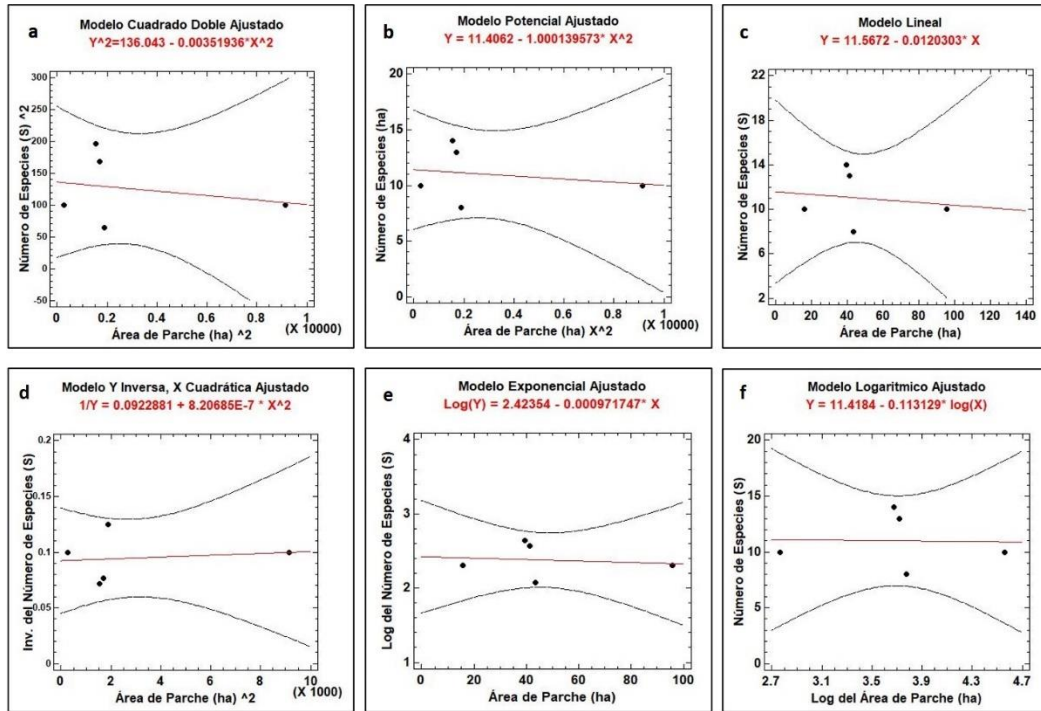 a
Modelo Cuadrado Doble Ajustado
Y^2=136.043 - 0.00351936*X^2
Número de Especies (S) ^2
300
250
200
150
100
50
0
-50
0 0.2 0.4 0.6 0.8 1
(X 10000)
Área de Parche (ha) ^2
b
Modelo Potencial Ajustado
Y = 11.4062 - 1.000139573* X^2
Número de Especies (ha)
20
15
10
5
0
0 0.2 0.4 0.6 0.8 1
(X 10000)
Área de Parche (ha) X^2
c
Modelo Lineal
Y = 11.5672 - 0.0120303* X
Número de Especies (S)
22
18
14
10
6
2
0 20 40 60 80 100 120 140
Área de Parche (ha)
d
Modelo Y Inversa, X Cuadrática Ajustado
1/Y = 0.0922881 + 8.20685E-7 * X^2
Inv. del Número de Especies (S)
0.2
0.15
0.1
0.05
0
0 2 4 6 8 10
(X 1000)
Área de Parche (ha) ^2
e
Modelo Exponencial Ajustado
Log(Y) = 2.42354 - 0.000971747* X
Log del Número de Especies (S)
4
3
2
1
0 20 40 60 80 100
Área de Parche (ha)
f
Modelo Logaritmico Ajustado
Y = 11.4184 - 0.113129* log(X)
Número de Especies (S)
20
15
10
5
0
2.7 3.1 3.5 3.9 4.3 4.7
Log del Área de Parche (ha)